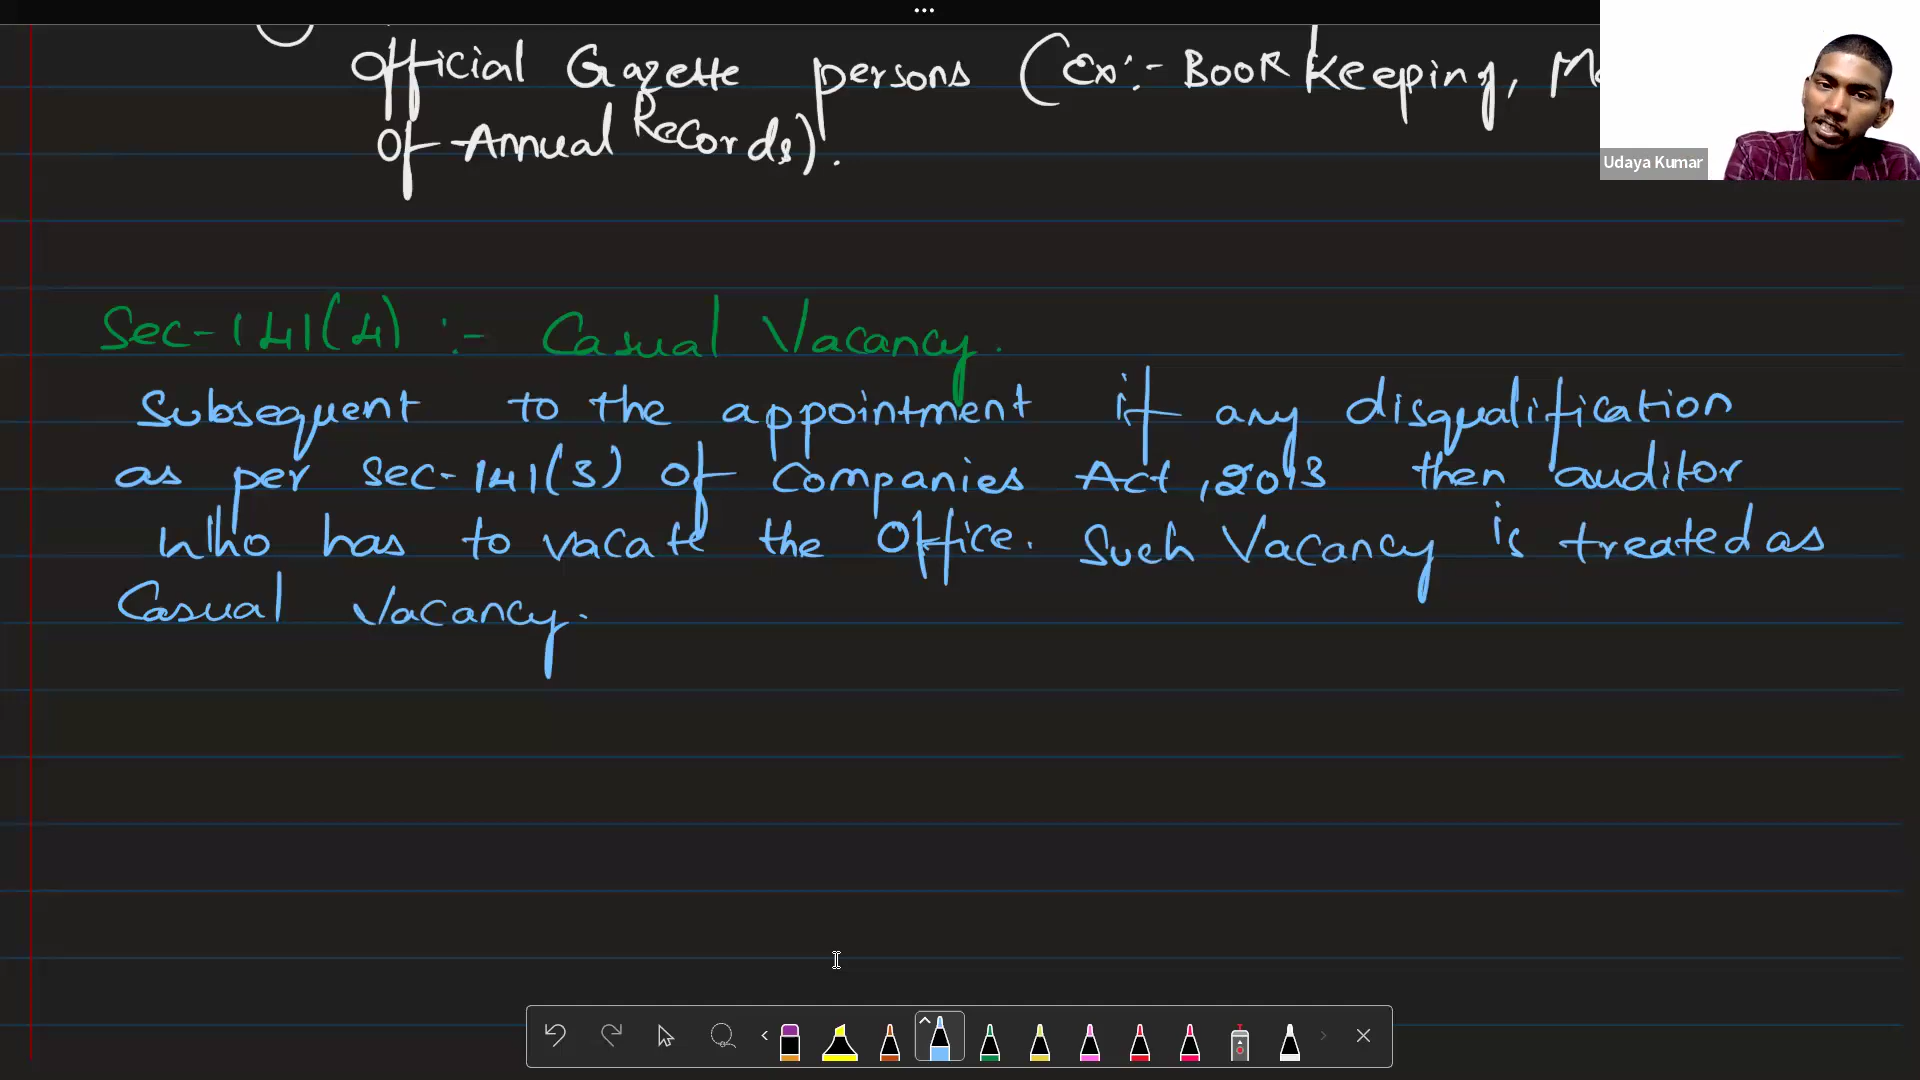 Official Gazette persons (Ex:- Book keeping,
of Annual Records).
Udaya Kumar
Sec-141(4) :- Casual Vacancy.
Subsequent to the appointment if any disqualification
as per Sec-141(3) of Companies Act, 2013 then auditor
who has to vacate the Office. Such Vacancy is treated as
Casual Vacancy.